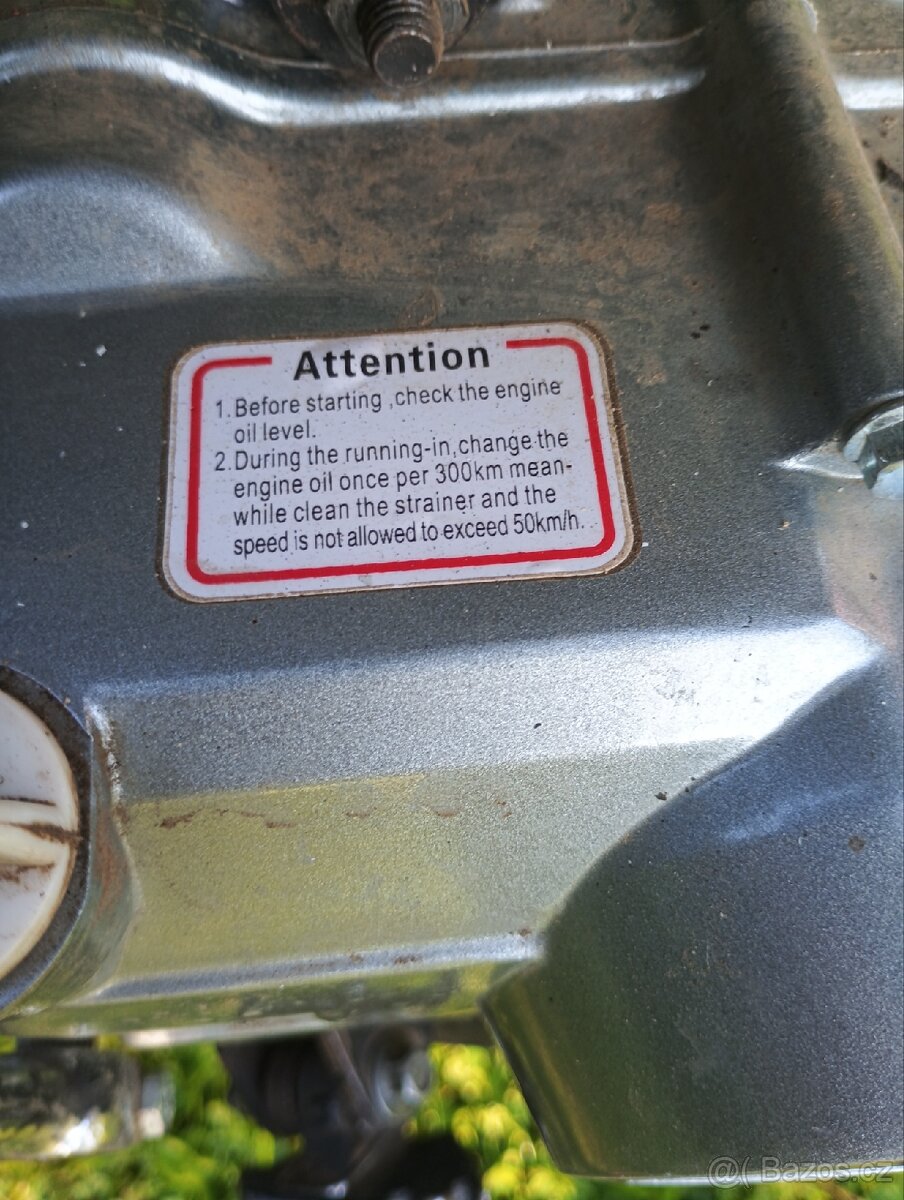 Attention
1.Before starting ,check the engine
oil level.
2.During the running-in,change the
engine oil once per 300km mean-
while clean the strainer and the
speed is not allowed to exceed 50km/h.
@( Bazos.cz